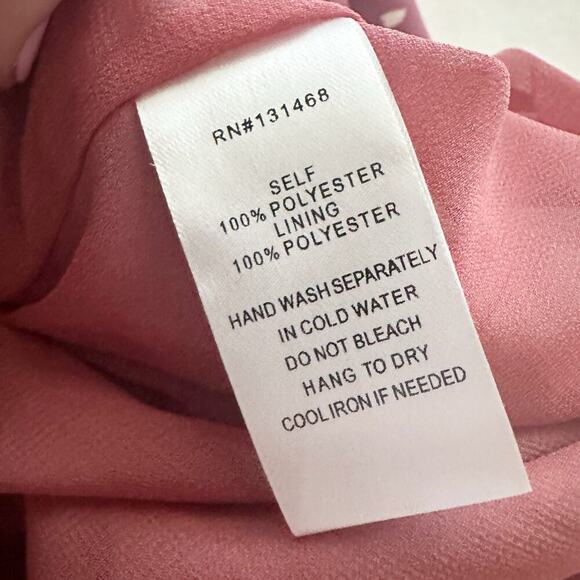 RN#131468
SELF
100% POLYESTER
LINING
100% POLYESTER
HAND WASH SEPARATELY
IN COLD WATER
DO NOT BLEACH
HANG TO DRY
COOL IRON IF NEEDED